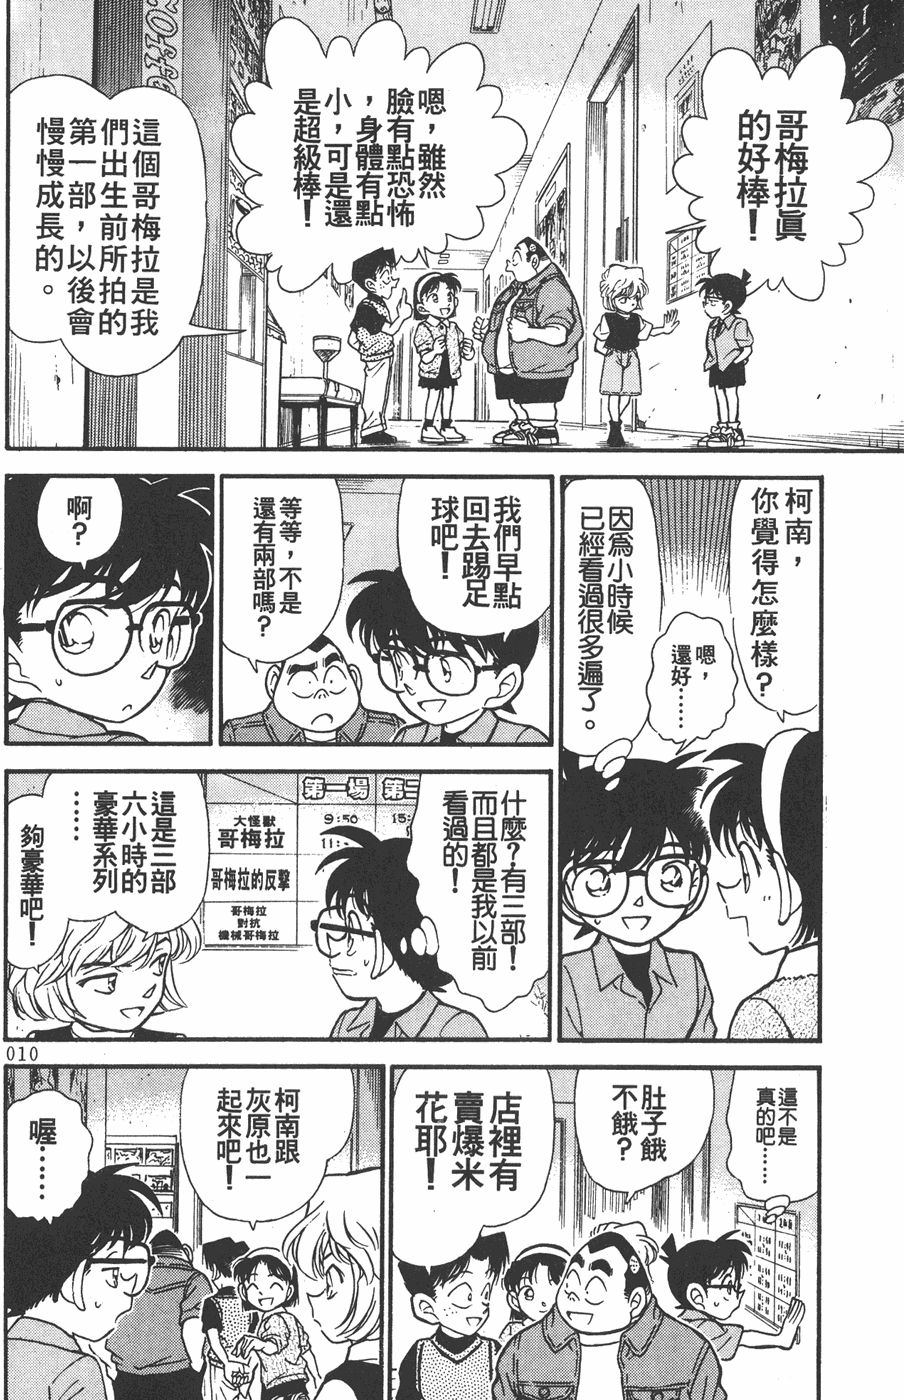 哥梅拉眞
的好棒！
嗯，雖然
臉有點恐怖
，身體有點
小，可是還
是超級棒！
這個哥梅拉是我
們出生前所拍的
第一部，以後會
慢慢成長的。
柯南，
你覺得怎麼樣？
嗯，
還好……
因為小時候
已經看過很多遍了。
我們早點
回去踢足
球吧！
等等，不是
還有兩部嗎？
啊？
什麼？有三部！
而且都是我以前
看過的！
第一場
9:50
大怪獸
哥梅拉
哥梅拉的反擊
哥梅拉
對抗
機械哥梅拉
這是三部
六小時的
豪華系列
……
夠豪華吧！
010
這不是
真的吧……
肚子餓
不餓？
店裡有
賣爆米
花耶！
柯南跟
灰原也一
起來吧！
喔……